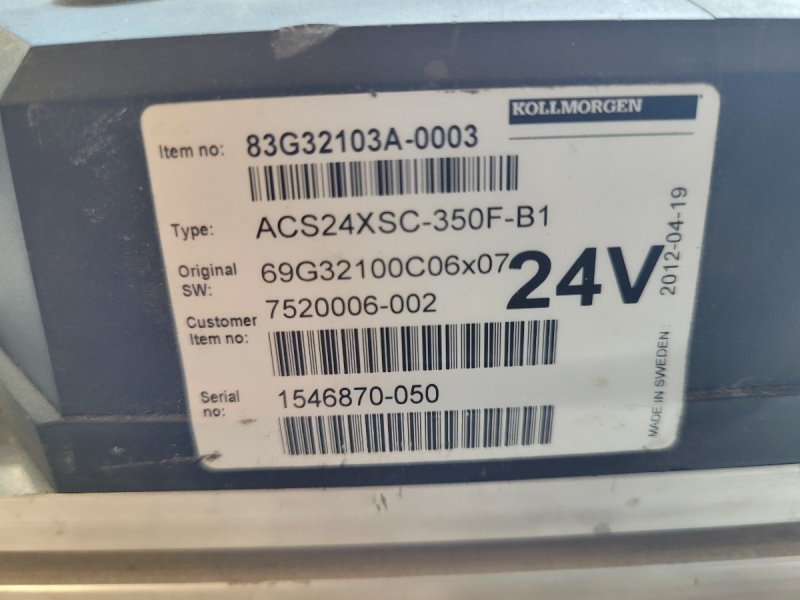 KOLLMORGEN
Item no: 83G32103A-0003
Type: ACS24XSC-350F-B1
Original SW: 69G32100C06x07
24V
Customer Item no: 7520006-002
Serial no: 1546870-050
MADE IN SWEDEN: 2012-04-19